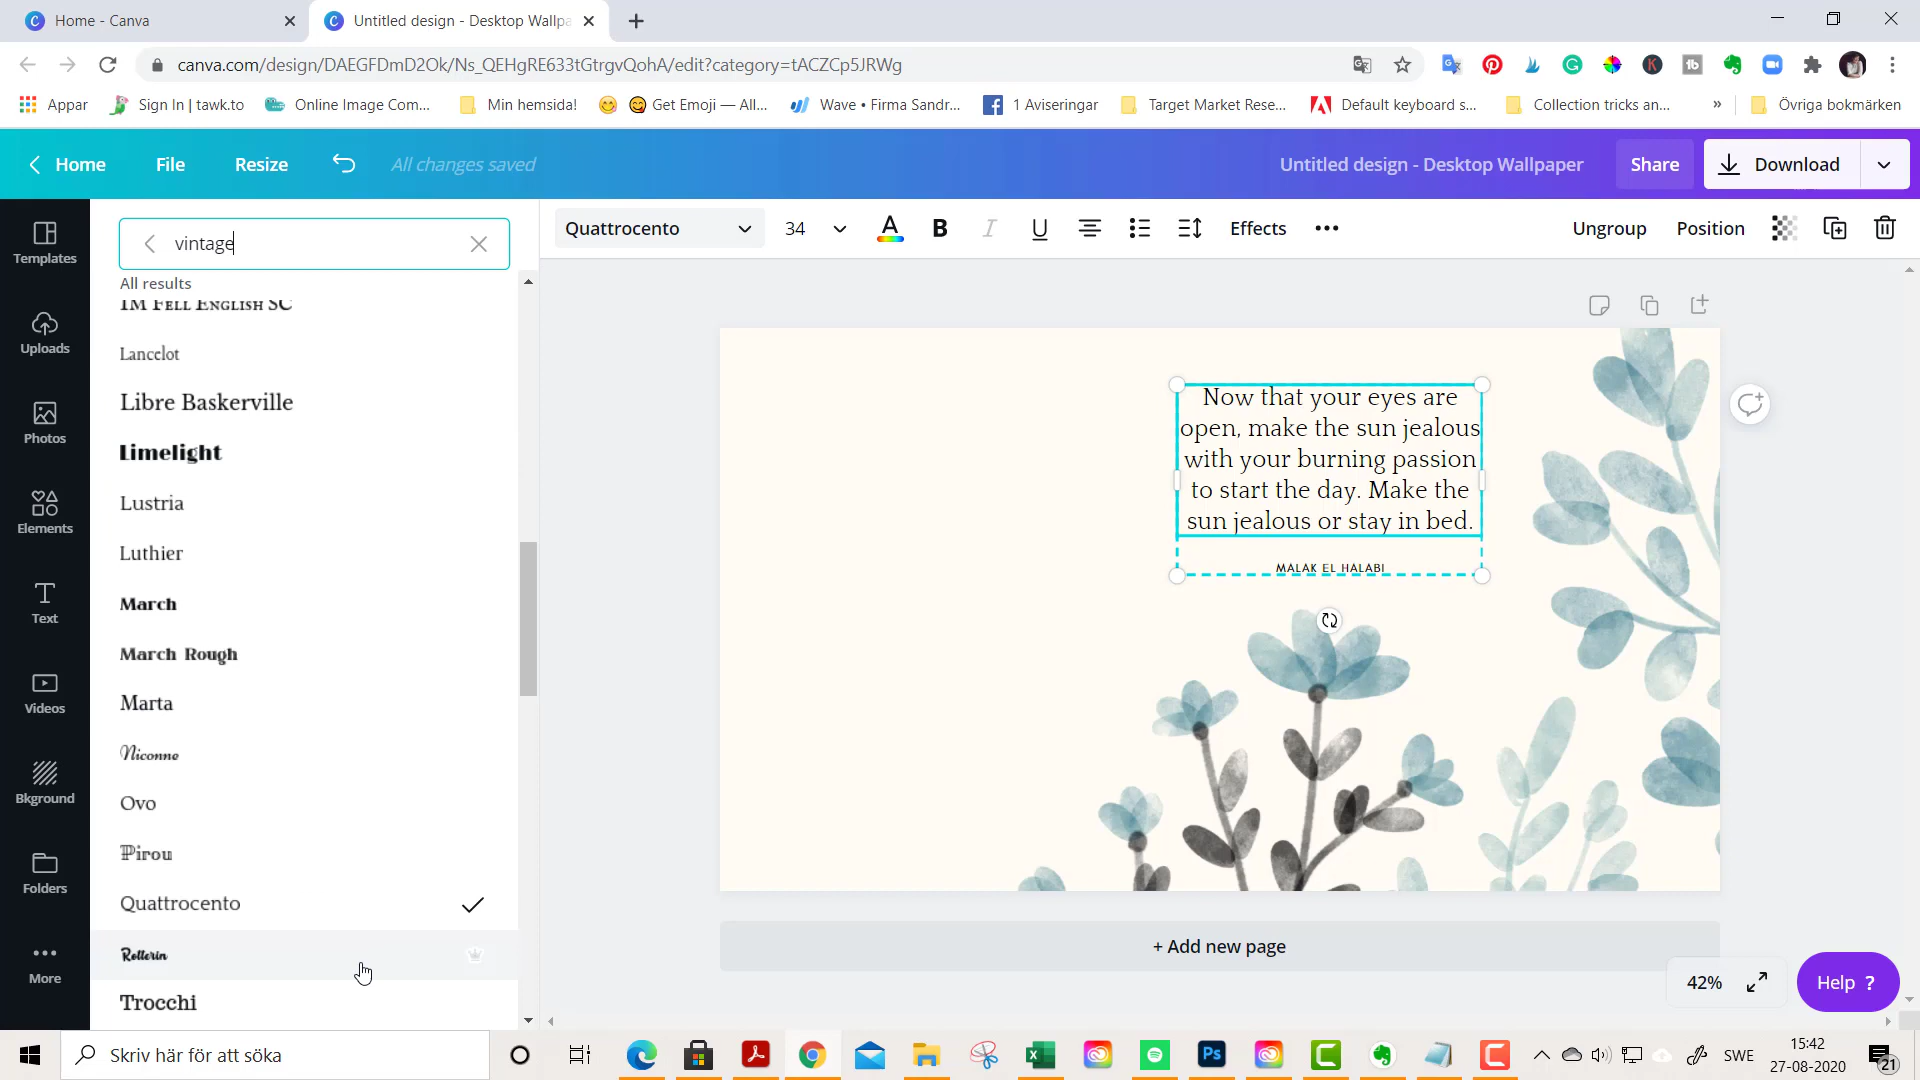 Home - Canva
Untitled design - Desktop Wallpa
canva.com/design/DAEGFDmD2Ok/Ns_QEHgRE633tGtrgvQohA/edit?category=tACZCp5JRWg
Appar
Sign In | tawk.to
Online Image Com...
Min hemsida!
Get Emoji — All...
Wave • Firma Sandr...
1 Aviseringar
Target Market Rese...
Default keyboard s...
Collection tricks an...
»
Övriga bokmärken
Home
File
Resize
All changes saved
Untitled design - Desktop Wallpaper
Share
Download
Templates
Uploads
Photos
Elements
Text
Videos
Bkground
Folders
More
vintage
All results
IM Fell English SC
Lancelot
Libre Baskerville
Limelight
Lustria
Luthier
March
March Rough
Marta
Niconne
Ovo
Pirou
Quattrocento
Rollerin
Trocchi
Quattrocento
34
A
B
I
U
Effects
Ungroup
Position
Now that your eyes are
open, make the sun jealous
with your burning passion
to start the day. Make the
sun jealous or stay in bed.
MALAK EL HALABI
+ Add new page
42%
Help ?
Skriv här för att söka
SWE
15:42
27-08-2020
21